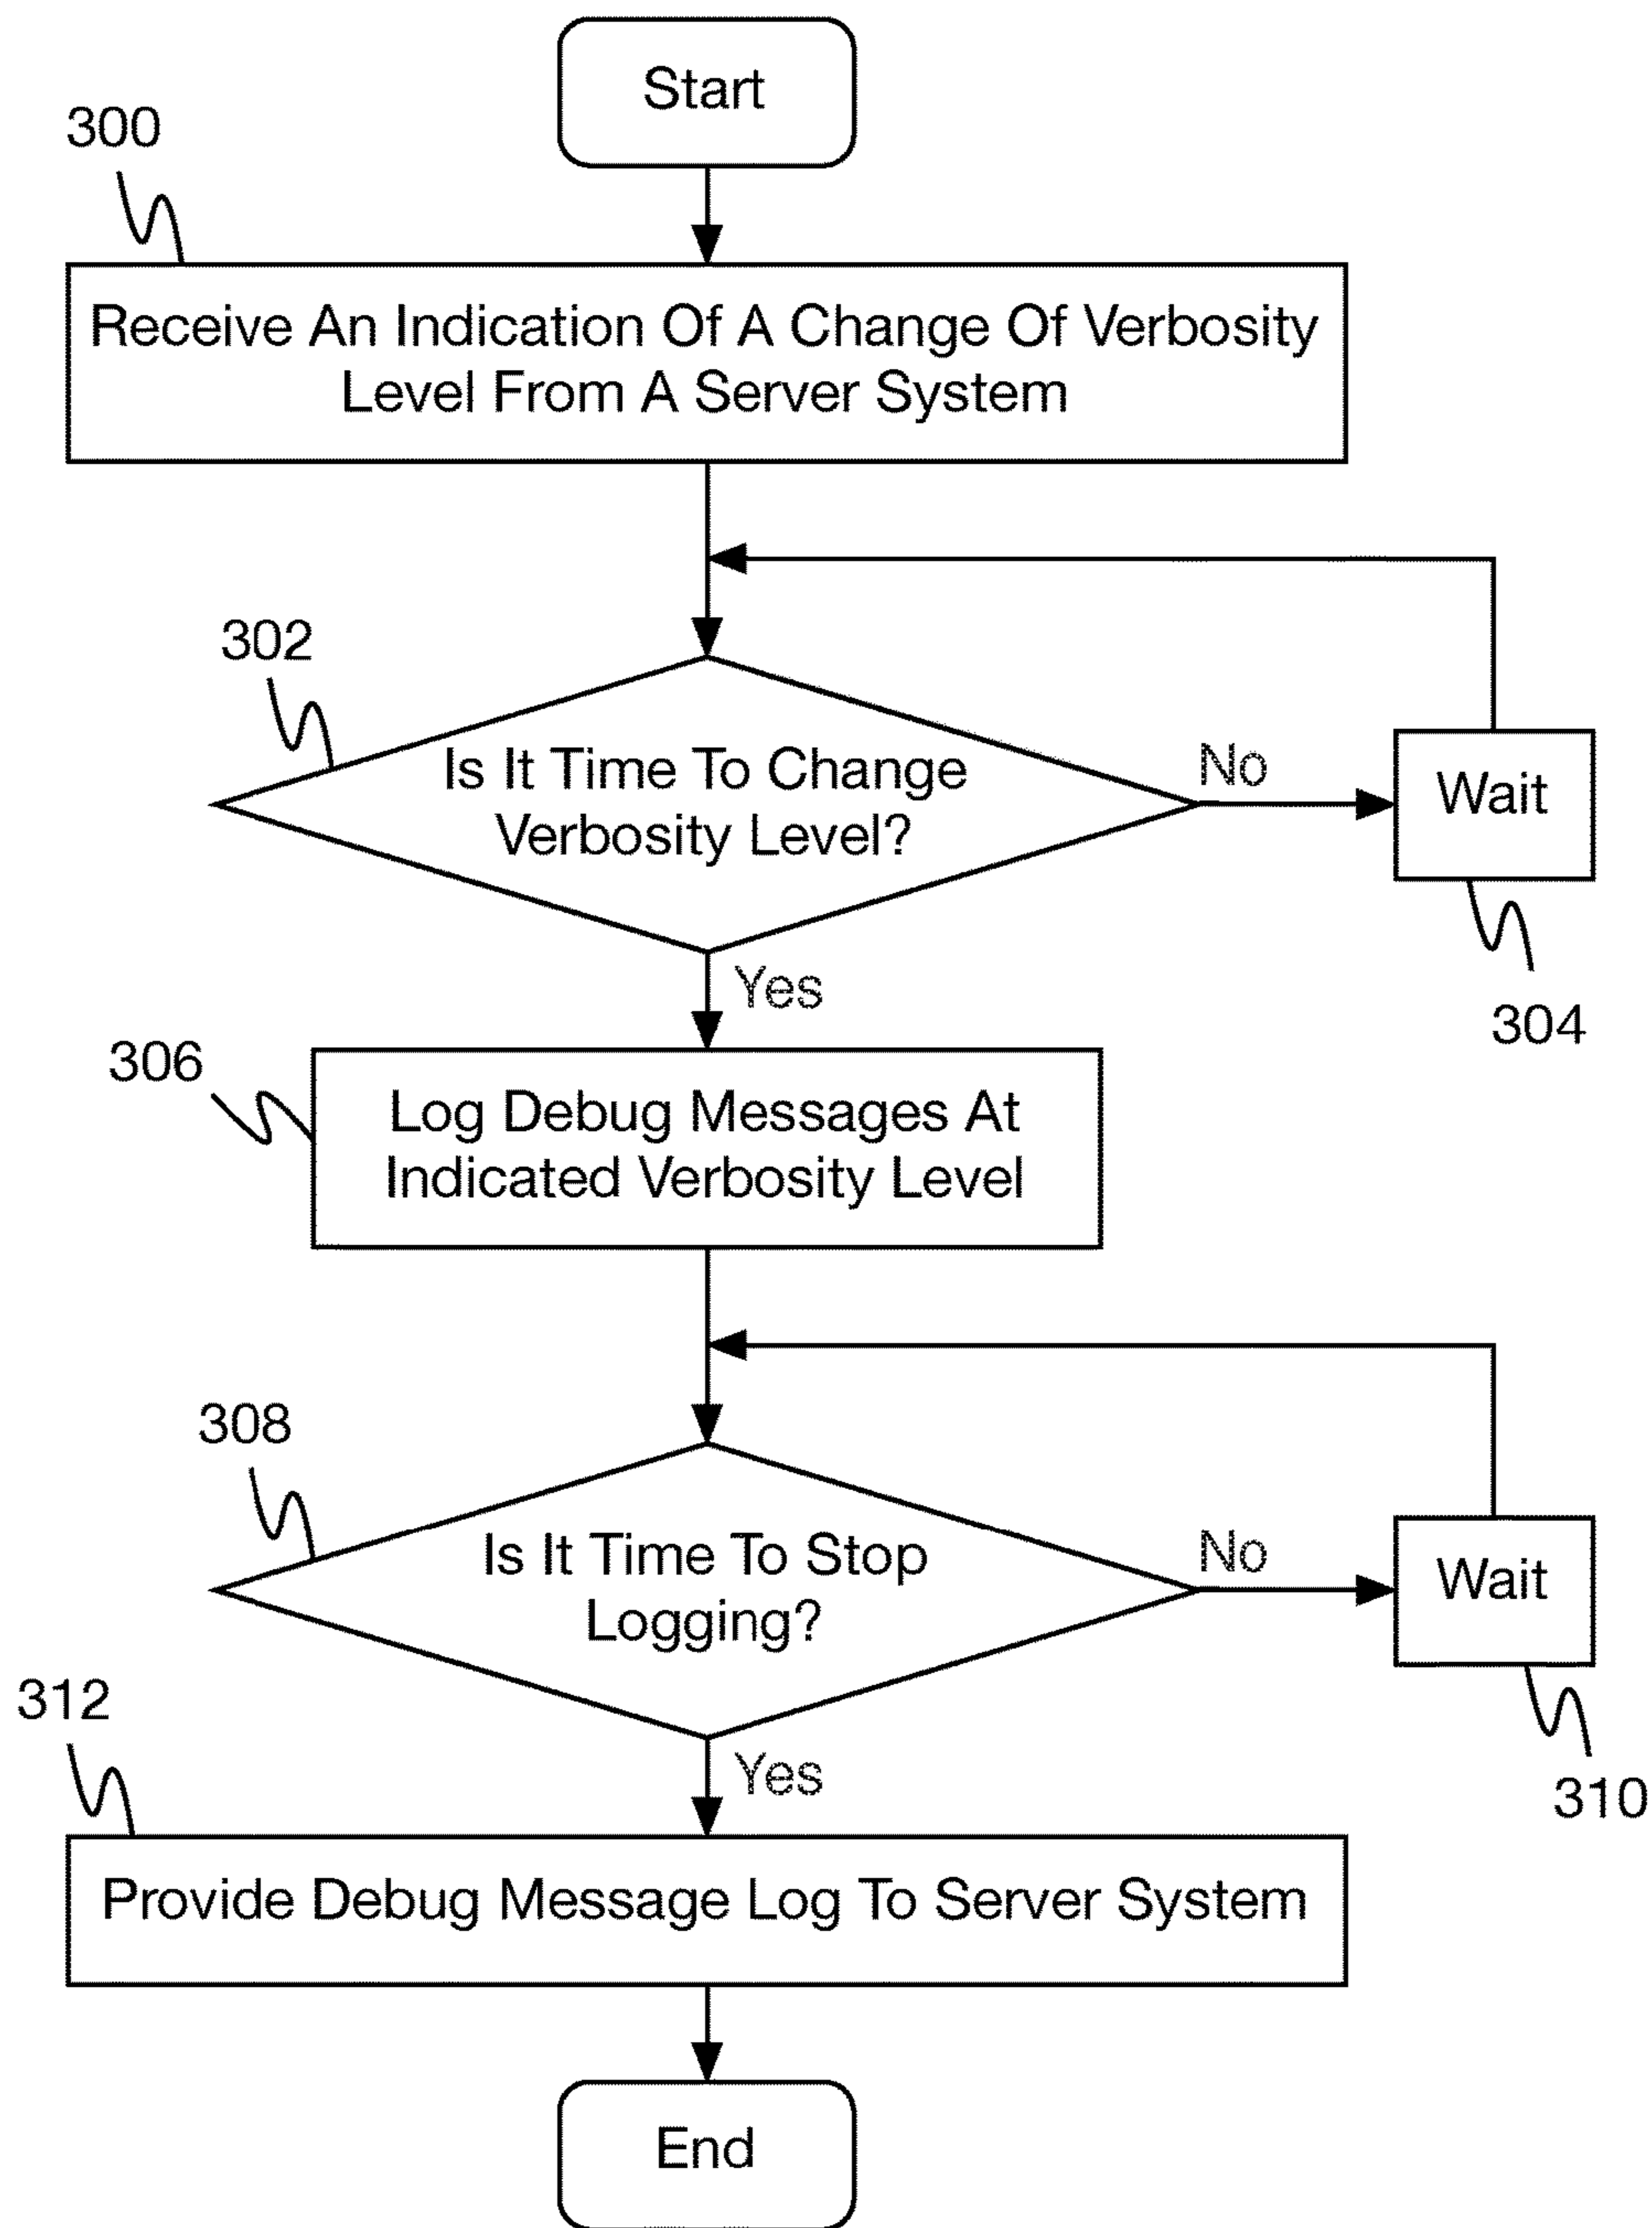 Start
300
Receive An Indication Of A Change Of Verbosity
Level From A Server System
302
Is It Time To Change
Verbosity Level?
No
Wait
304
Yes
306
Log Debug Messages At
Indicated Verbosity Level
308
Is It Time To Stop
Logging?
No
Wait
310
Yes
312
Provide Debug Message Log To Server System
End